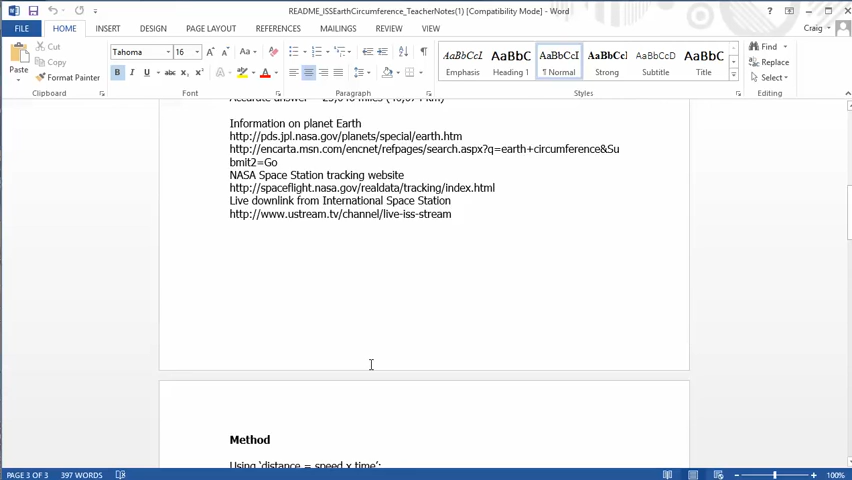 README_ISSEarthCircumference_TeacherNotes(1) [Compatibility Mode] - Word
FILE HOME INSERT DESIGN PAGE LAYOUT REFERENCES MAILINGS REVIEW VIEW Craig
Paste
Cut
Copy
Format Painter
Clipboard
Tahoma 16
Font
Paragraph
AaBbCcI AaBbC AaBbCcI AaBbCcl AaBbCcD AaBbC
Emphasis Heading 1 ¶ Normal Strong Subtitle Title
Styles
Find
Replace
Select
Editing
Information on planet Earth
http://pds.jpl.nasa.gov/planets/special/earth.htm
http://encarta.msn.com/encnet/refpages/search.aspx?q=earth+circumference&Su
bmit2=Go
NASA Space Station tracking website
http://spaceflight.nasa.gov/realdata/tracking/index.html
Live downlink from International Space Station
http://www.ustream.tv/channel/live-iss-stream
Method
Using 'distance = speed x time':
PAGE 3 OF 3 397 WORDS 100%